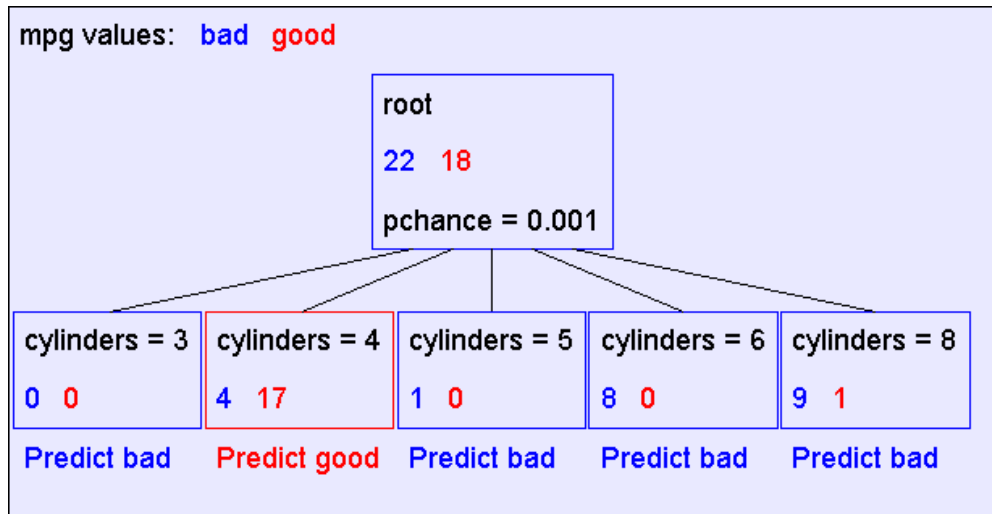 mpg values: bad good
root
22 18
pchance = 0.001
cylinders = 3 cylinders = 4 cylinders = 5 cylinders = 6 cylinders = 8
0 0 4 17 1 0 8 0 9 1
Predict bad Predict good Predict bad Predict bad Predict bad